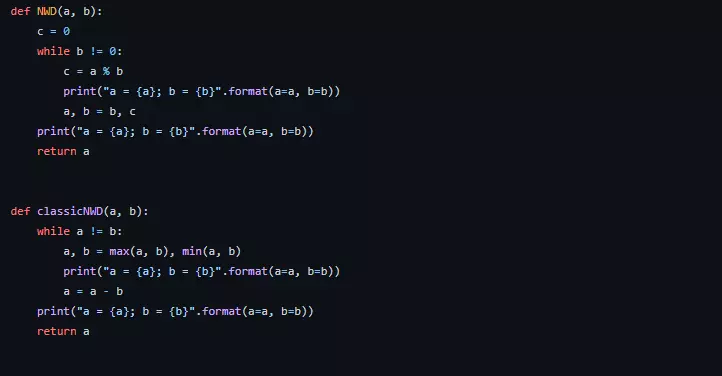 def NWD(a, b):
    c = 0
    while b != 0:
        c = a % b
        print("a = {a}; b = {b}".format(a=a, b=b))
        a, b = b, c
    print("a = {a}; b = {b}".format(a=a, b=b))
    return a
def classicNWD(a, b):
    while a != b:
        a, b = max(a, b), min(a, b)
        print("a = {a}; b = {b}".format(a=a, b=b))
        a = a - b
    print("a = {a}; b = {b}".format(a=a, b=b))
    return a